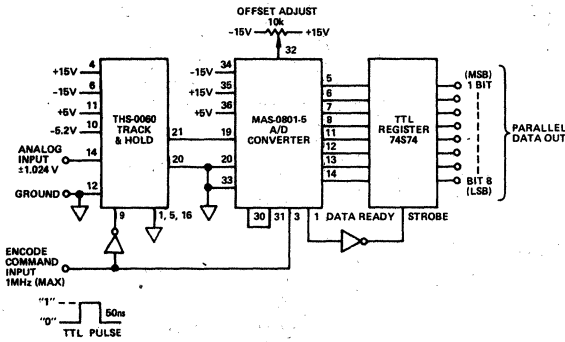 OFFSET ADJUST
10k
-15V
+15V
32
+15V 4
-15V 6
+5V 11
-5.2V 10
ANALOG
INPUT
±1.024 V
14
GROUND
12
THS-0060
TRACK
& HOLD
21
20
9
1, 5, 16
-15V 34
+15V 35
+5V 36
19
20
33
MAS-0801-5
A/D
CONVERTER
5
6
7
8
11
12
13
14
30
31
3
1
DATA READY
TTL
REGISTER
74S74
STROBE
(MSB)
1 BIT
BIT 8
(LSB)
PARALLEL
DATA OUT
ENCODE
COMMAND
INPUT
1MHz (MAX)
"1"
"0"
50ns
TTL PULSE